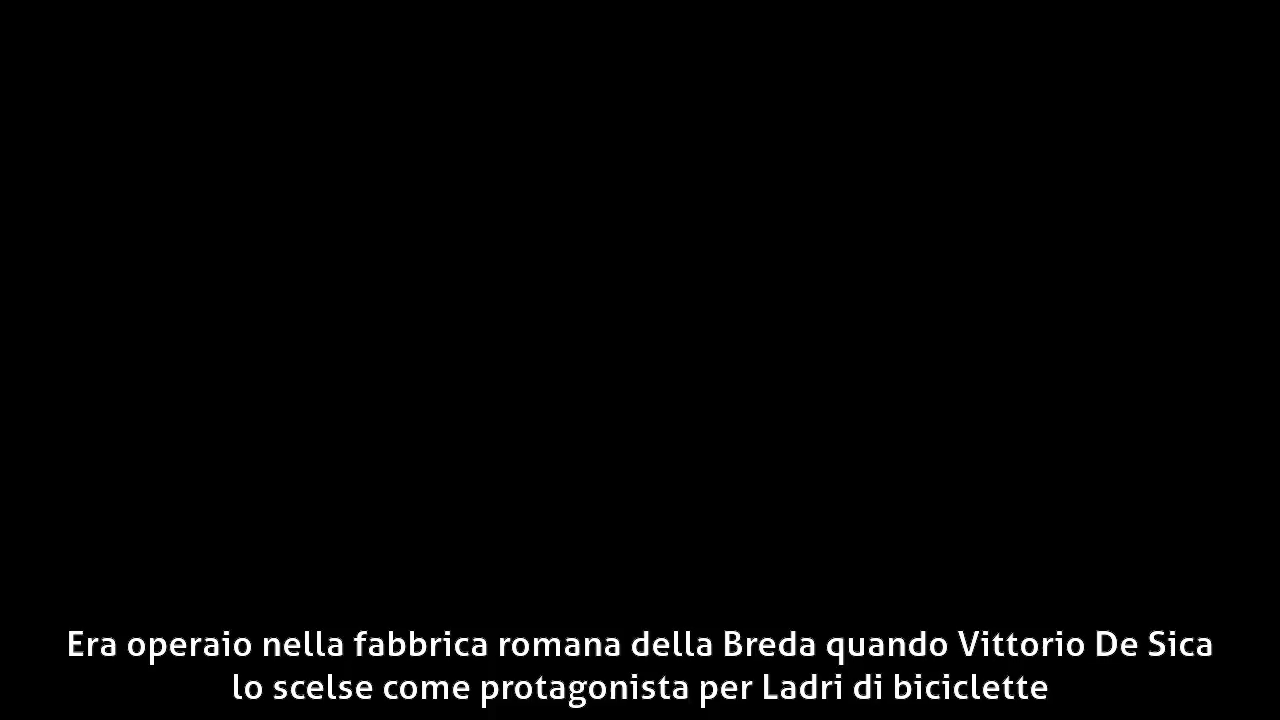 Era operaio nella fabbrica romana della Breda quando Vittorio De Sica
lo scelse come protagonista per Ladri di biciclette